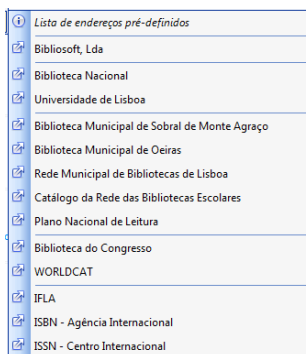 Lista de endereços pré-definidos
Bibliosoft, Lda
Biblioteca Nacional
Universidade de Lisboa
Biblioteca Municipal de Sobral de Monte Agraço
Biblioteca Municipal de Oeiras
Rede Municipal de Bibliotecas de Lisboa
Catálogo da Rede das Bibliotecas Escolares
Plano Nacional de Leitura
Biblioteca do Congresso
WORLDCAT
IFLA
ISBN - Agência Internacional
ISSN - Centro Internacional